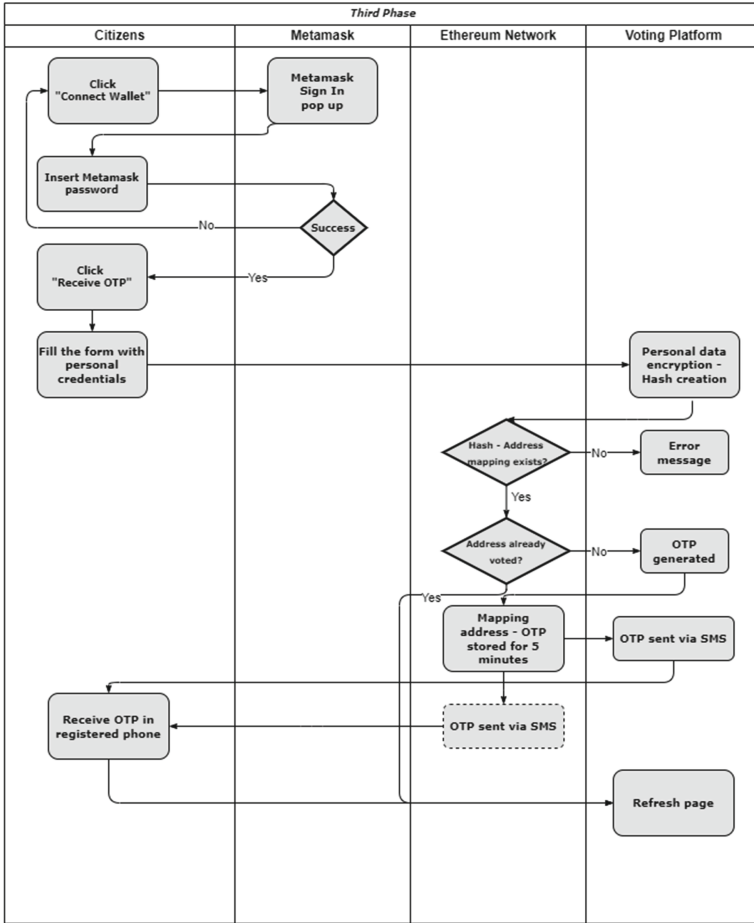 Third Phase
Citizens
Metamask
Ethereum Network
Voting Platform
Click
"Connect Wallet"
Metamask
Sign In
pop up
Insert Metamask
password
Success
No
Click
"Receive OTP"
Yes
Fill the form with
personal
credentials
Personal data
encryption -
Hash creation
Hash - Address
mapping exists?
No
Error
message
Yes
Address already
voted?
No
OTP
generated
Yes
Mapping
address - OTP
stored for 5
minutes
OTP sent via SMS
Receive OTP in
registered phone
OTP sent via SMS
Refresh page